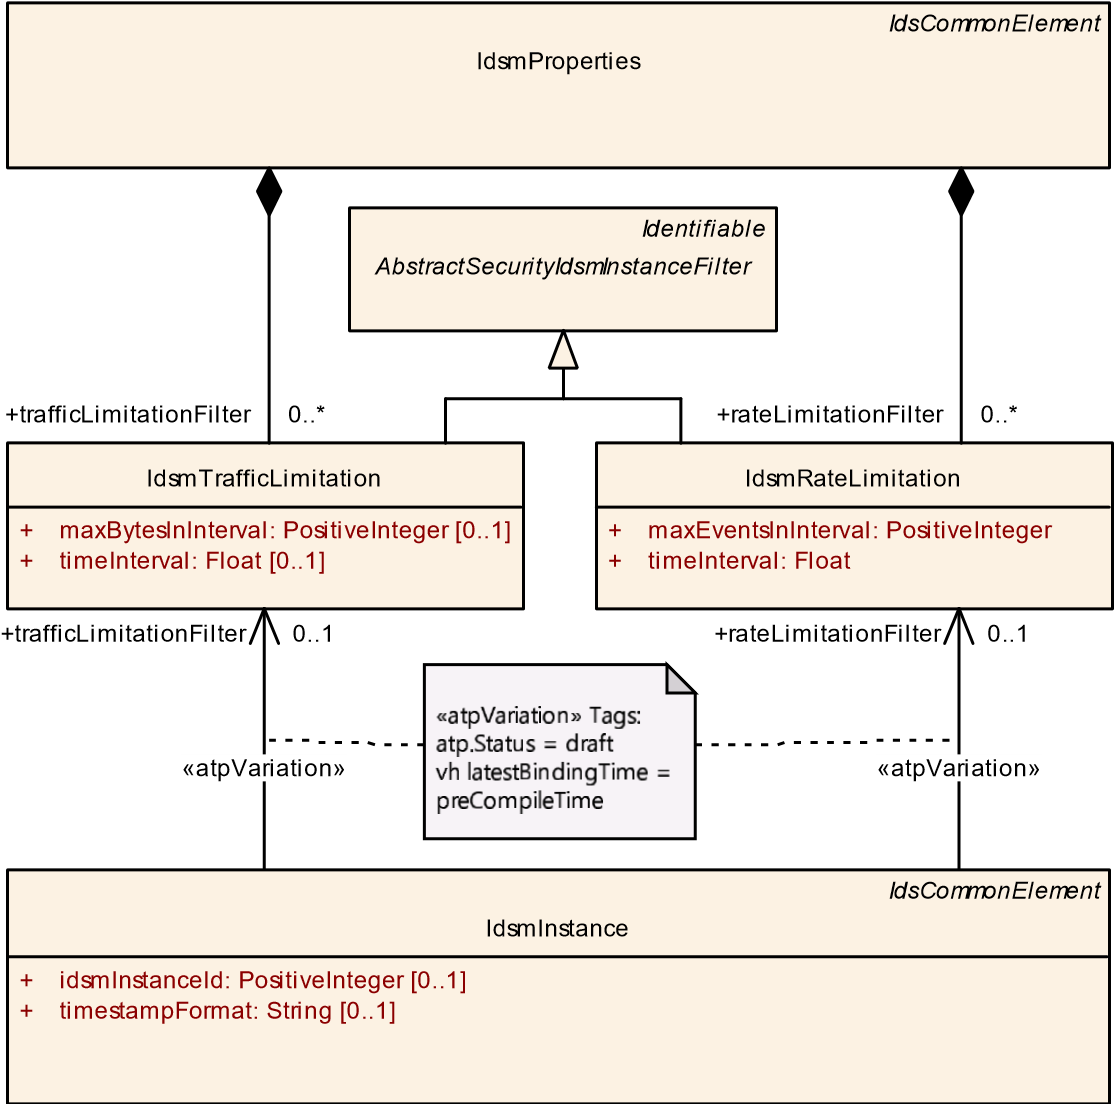 IdsCommonElement
IdsmProperties
Identifiable
AbstractSecurityIdsmInstanceFilter
+trafficLimitationFilter 0..*
+rateLimitationFilter 0..*
IdsmTrafficLimitation
+ maxBytesInInterval: PositiveInteger [0..1]
+ timeInterval: Float [0..1]
IdsmRateLimitation
+ maxEventsInInterval: PositiveInteger
+ timeInterval: Float
+trafficLimitationFilter 0..1
+rateLimitationFilter 0..1
«atpVariation» Tags:
atp.Status = draft
vh latestBindingTime =
preCompileTime
«atpVariation»
«atpVariation»
IdsCommonElement
IdsmInstance
+ idsmInstanceId: PositiveInteger [0..1]
+ timestampFormat: String [0..1]